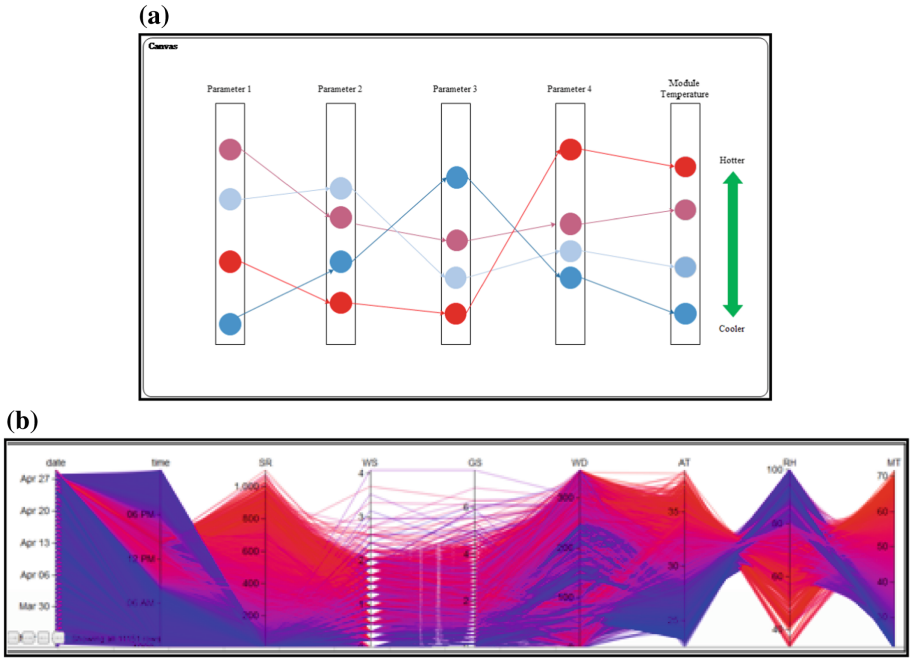 (a)
Canvas
Parameter 1
Parameter 2
Parameter 3
Parameter 4
Module
Temperature
Hotter
Cooler
(b)
date
time
SR
WS
GS
WD
AT
RH
MT
Apr 27
Apr 20
Apr 13
Apr 06
Mar 30
06 PM
12 PM
06 AM
1.000
800
600
400
200
4
3
2
1
6
4
2
300
200
100
35
30
25
100
80
60
40
70
60
50
40
30